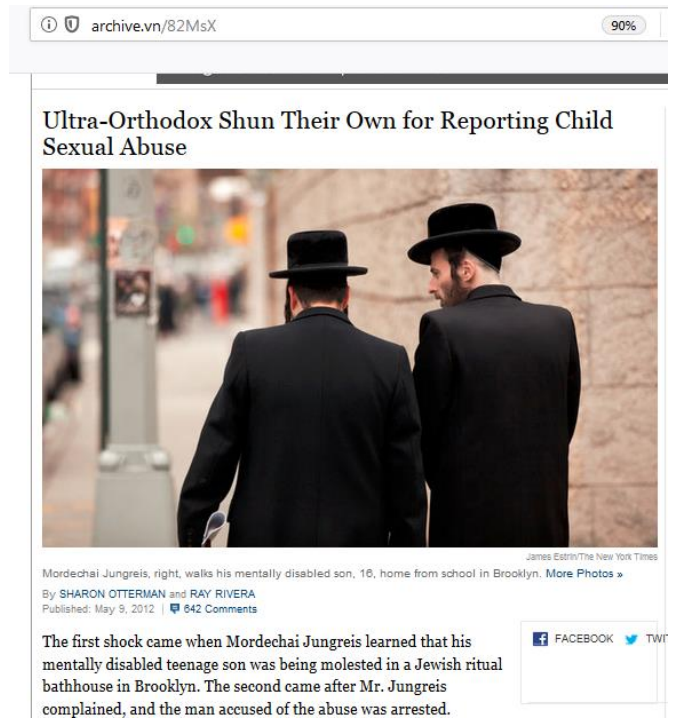 archive.vn/82MsX
90%
Ultra-Orthodox Shun Their Own for Reporting Child
Sexual Abuse
James Estrin/The New York Times
Mordechai Jungreis, right, walks his mentally disabled son, 16, home from school in Brooklyn. More Photos »
By SHARON OTTERMAN and RAY RIVERA
Published: May 9, 2012 | 642 Comments
The first shock came when Mordechai Jungreis learned that his
mentally disabled teenage son was being molested in a Jewish ritual
bathhouse in Brooklyn. The second came after Mr. Jungreis
complained, and the man accused of the abuse was arrested.
FACEBOOK
TWI